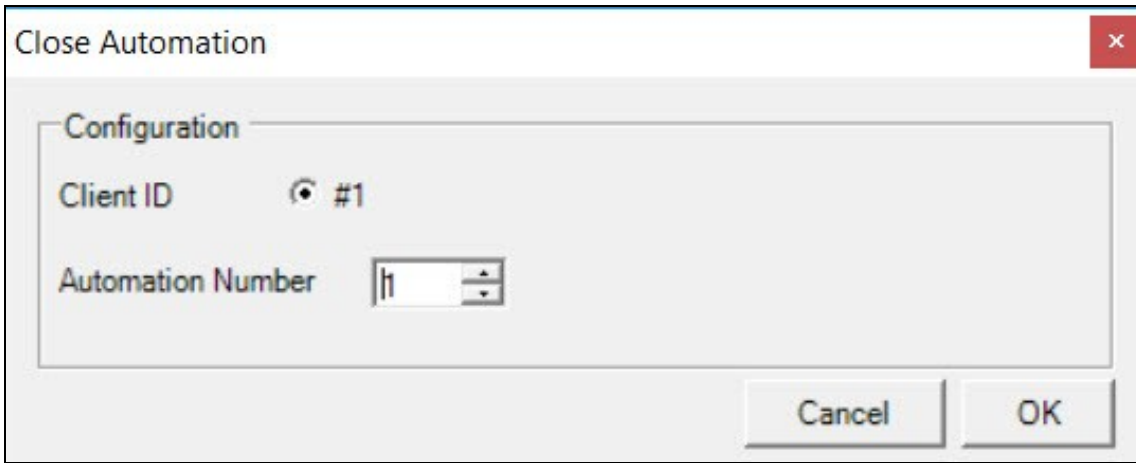 Close Automation
Configuration
Client ID #1
Automation Number 1
Cancel OK